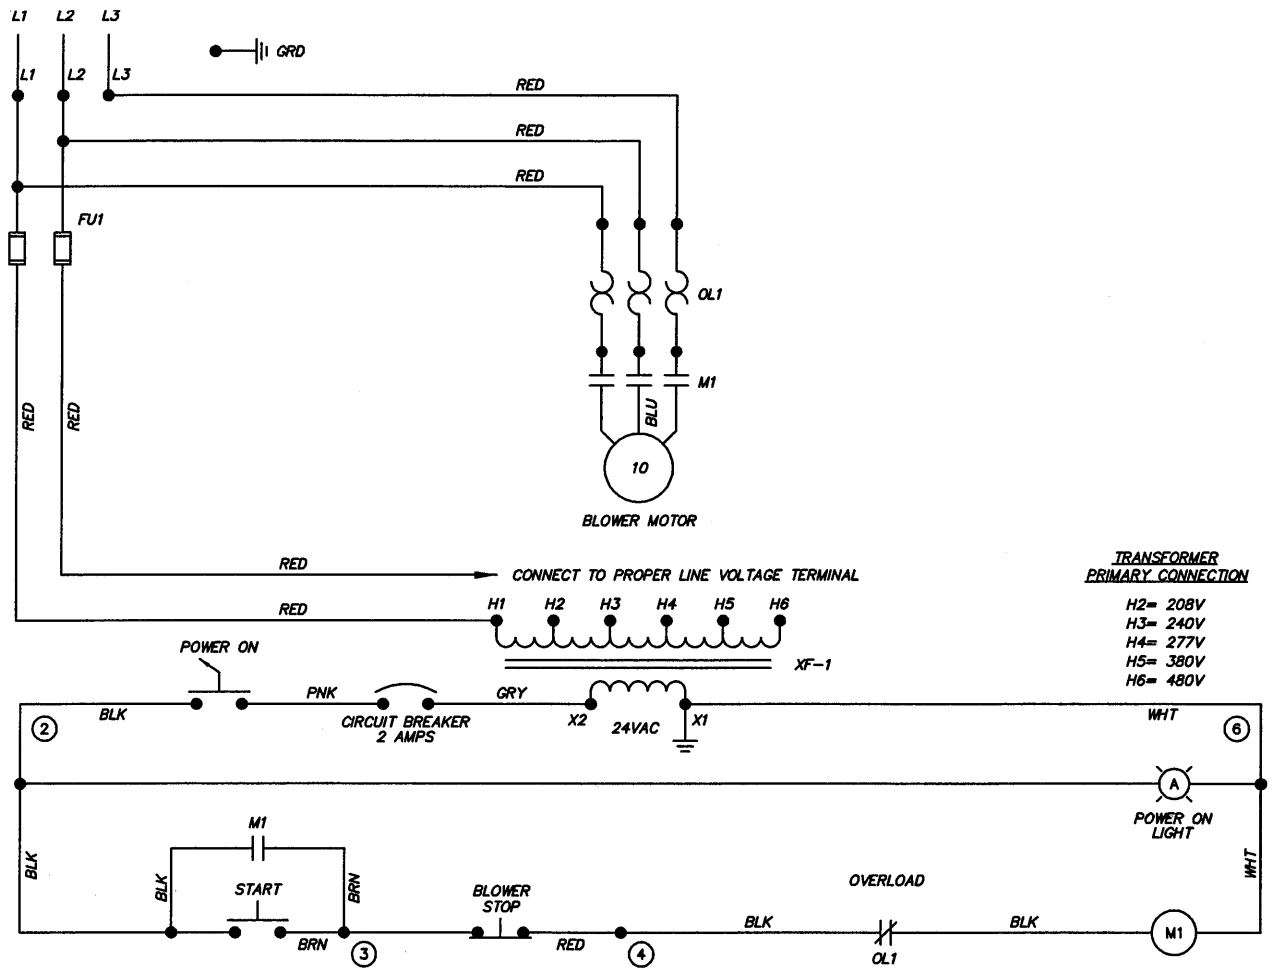 L1 L2 L3
GRD
L1 L2 L3
RED
RED
RED
FU1
OL1
M1
RED
RED
BLU
10
BLOWER MOTOR
RED
CONNECT TO PROPER LINE VOLTAGE TERMINAL
TRANSFORMER
PRIMARY CONNECTION
H2= 208V
H3= 240V
H4= 277V
H5= 380V
H6= 480V
RED
H1 H2 H3 H4 H5 H6
XF-1
POWER ON
BLK
PNK
CIRCUIT BREAKER
2 AMPS
GRY
X2
24VAC
X1
WHT
2
6
A
POWER ON
LIGHT
BLK
M1
BLK
START
BRN
BRN
3
BLOWER
STOP
RED
4
BLK
OVERLOAD
OL1
BLK
M1
WHT